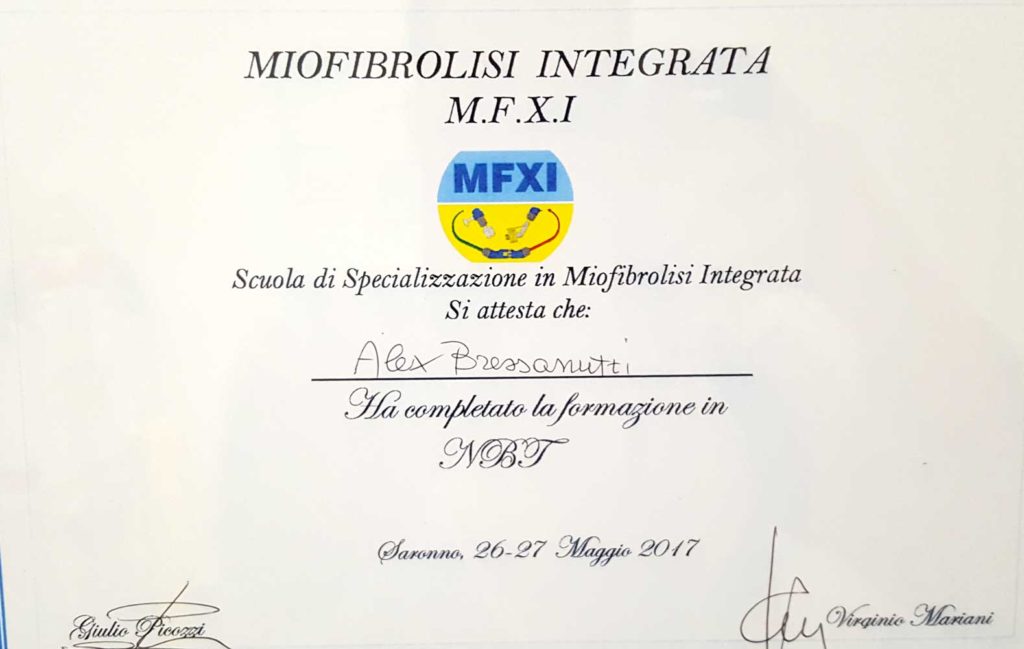 MIOFIBROLISI INTEGRATA
M.F.X.I
MFXI
Scuola di Specializzazione in Miofibrolisi Integrata
Si attesta che:
Alex Bressanutti
Ha completato la formazione in
NBT
Saronno, 26-27 Maggio 2017
Giulio Picozzi
Virginio Mariani